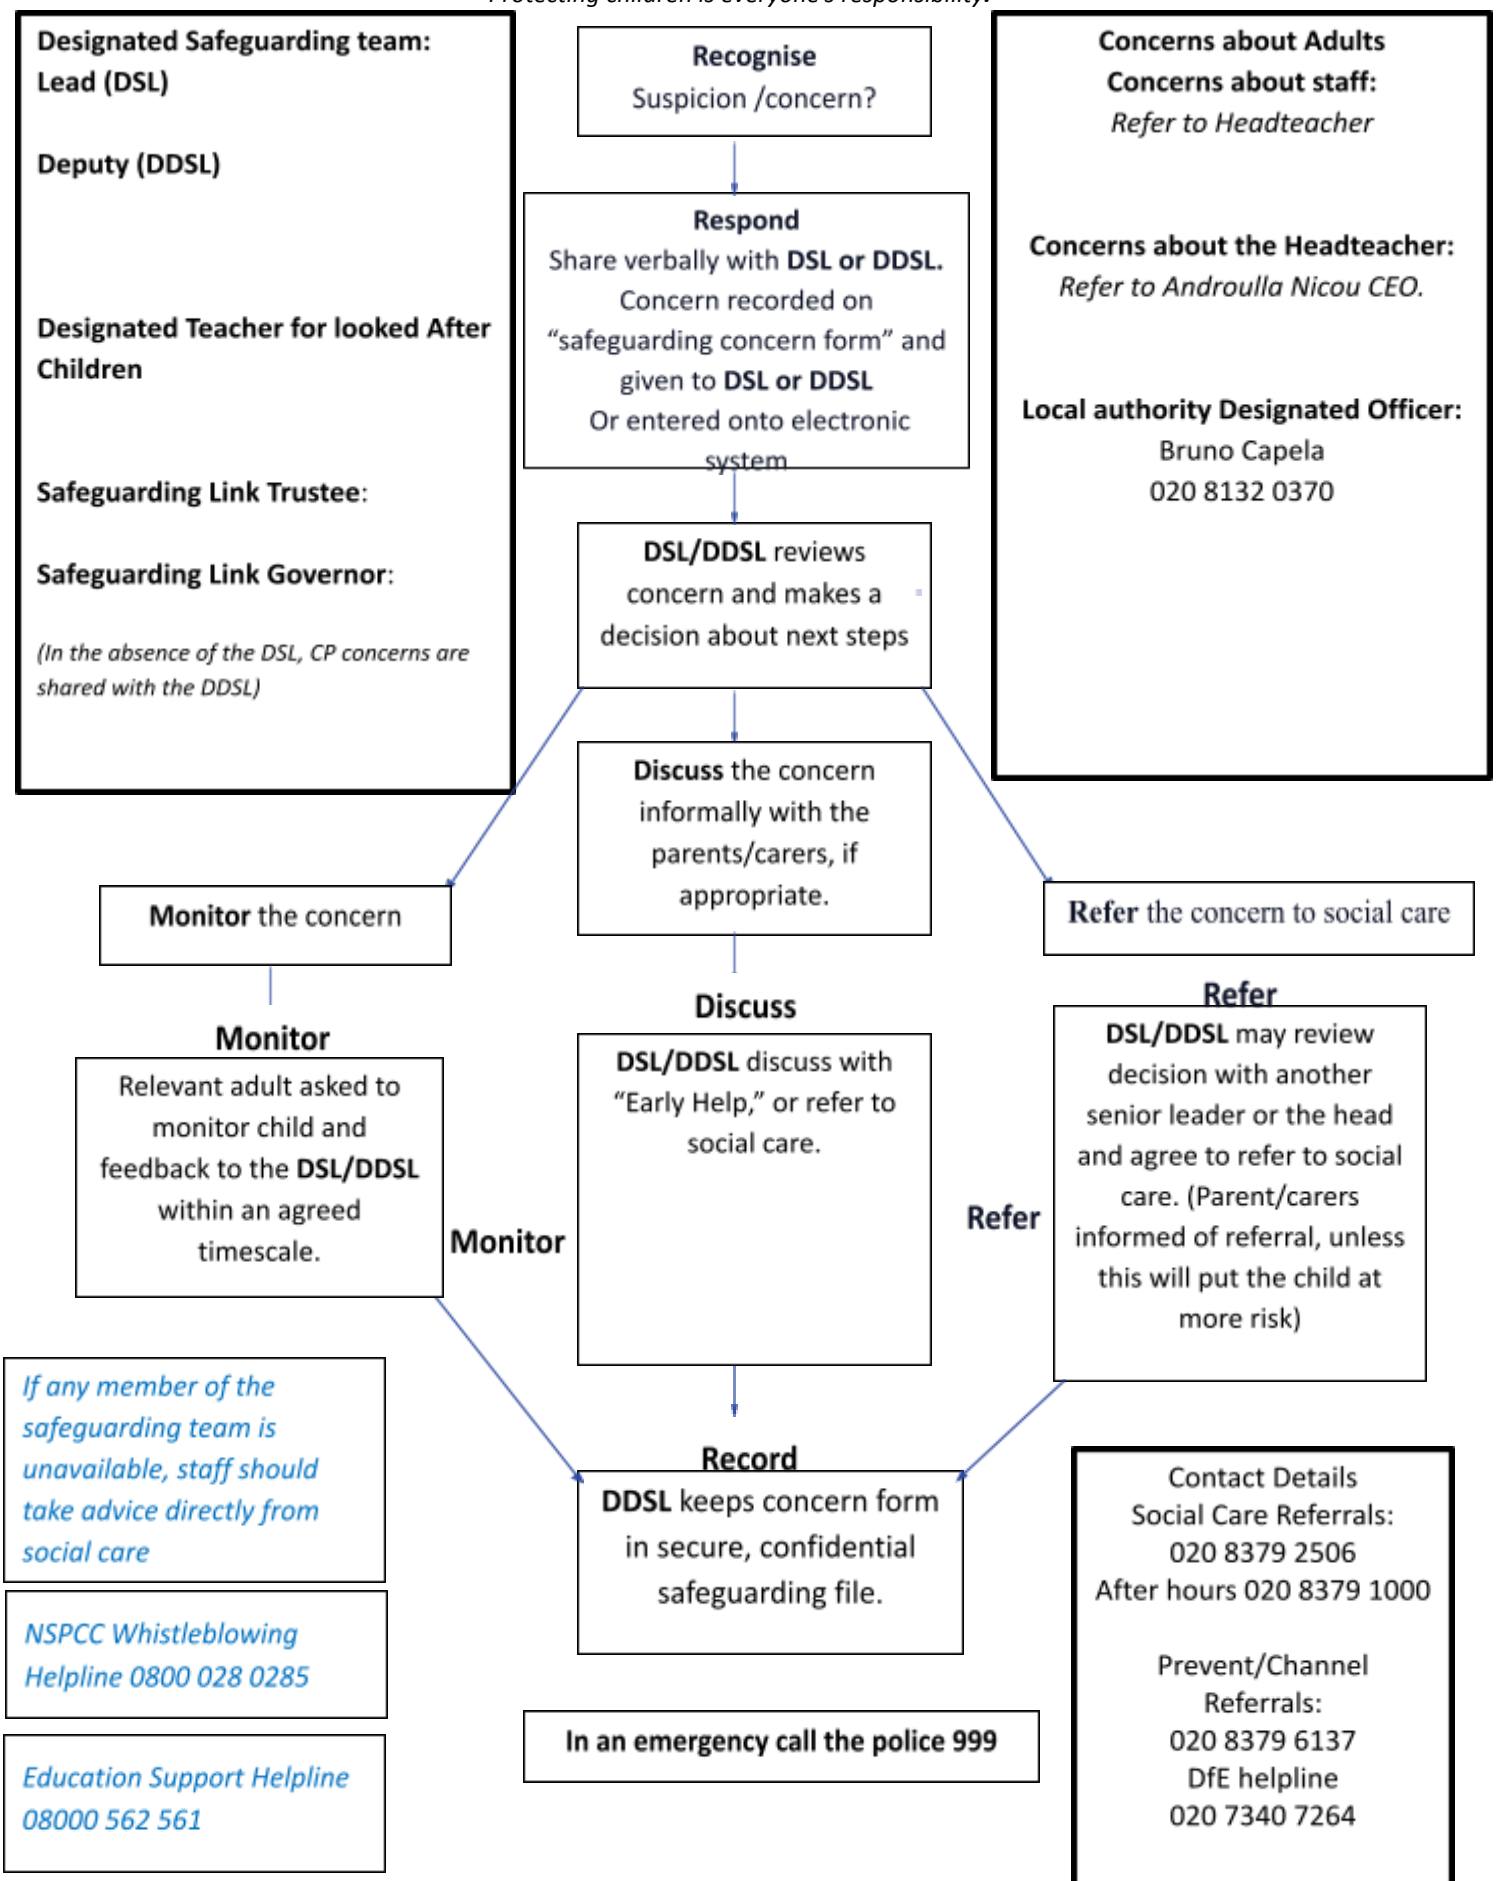 Protecting children is everyone's responsibility.
Designated Safeguarding team:
Lead (DSL)
Deputy (DDSL)
Designated Teacher for looked After
Children
Safeguarding Link Trustee:
Safeguarding Link Governor:
(In the absence of the DSL, CP concerns are
shared with the DDSL)
Recognise
Suspicion /concern?
Respond
Share verbally with DSL or DDSL.
Concern recorded on
“safeguarding concern form” and
given to DSL or DDSL
Or entered onto electronic
system
DSL/DDSL reviews
concern and makes a
decision about next steps
Concerns about Adults
Concerns about staff:
Refer to Headteacher
Concerns about the Headteacher:
Refer to Androulla Nicou CEO.
Local authority Designated Officer:
Bruno Capela
020 8132 0370
Monitor the concern
Discuss the concern
informally with the
parents/carers, if
appropriate.
Refer the concern to social care
Monitor
Relevant adult asked to
monitor child and
feedback to the DSL/DDSL
within an agreed
timescale.
Monitor
Discuss
DSL/DDSL discuss with
“Early Help,” or refer to
social care.
Refer
Refer
DSL/DDSL may review
decision with another
senior leader or the head
and agree to refer to social
care. (Parent/carers
informed of referral, unless
this will put the child at
more risk)
If any member of the
safeguarding team is
unavailable, staff should
take advice directly from
social care
NSPCC Whistleblowing
Helpline 0800 028 0285
Education Support Helpline
08000 562 561
Record
DDSL keeps concern form
in secure, confidential
safeguarding file.
In an emergency call the police 999
Contact Details
Social Care Referrals:
020 8379 2506
After hours 020 8379 1000
Prevent/Channel
Referrals:
020 8379 6137
DfE helpline
020 7340 7264